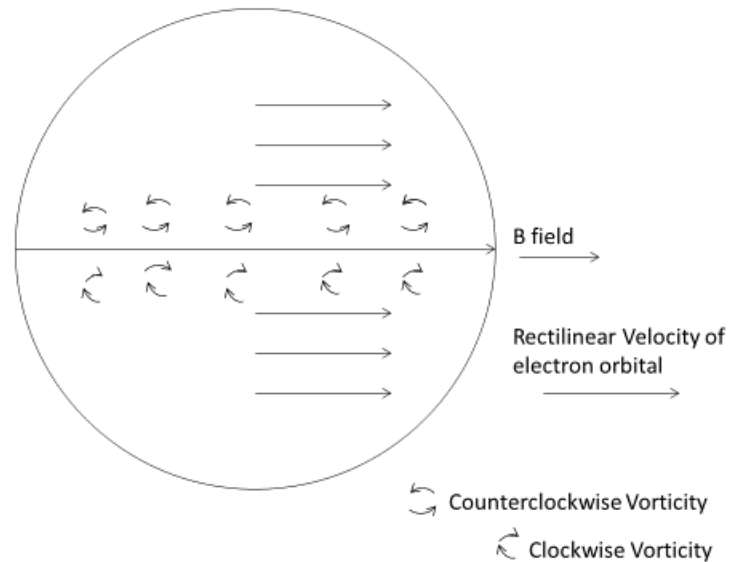 B field
Rectilinear Velocity of
electron orbital
Counterclockwise Vorticity
Clockwise Vorticity